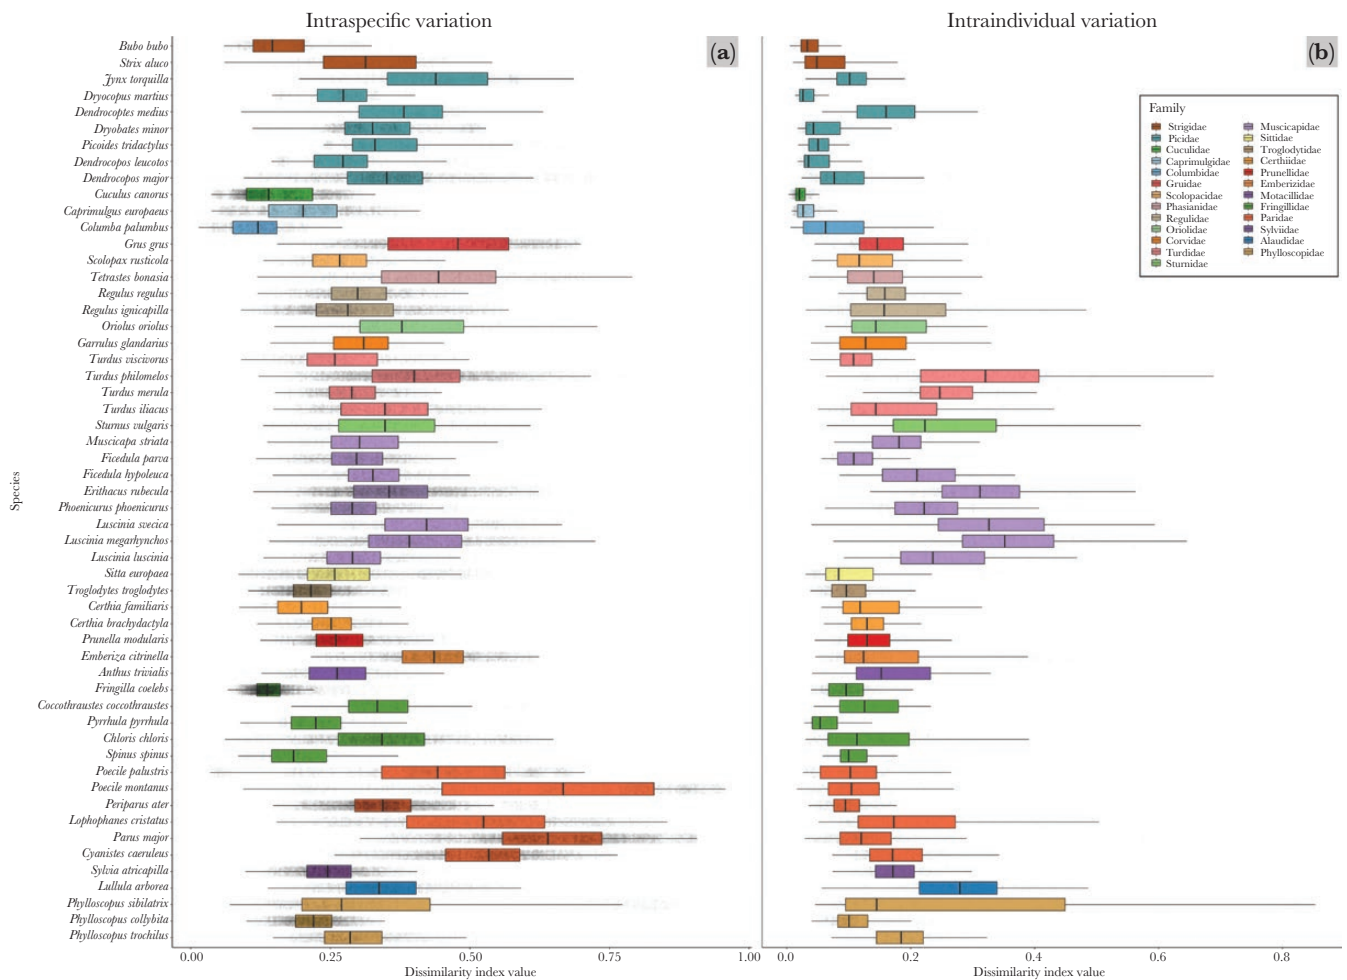 Intraspecific variation
Intraindividual variation
(a)
(b)
Species
Bubo bubo
Strix aluco
Jynx torquilla
Dryocopus martius
Dendrocoptes medius
Dryobates minor
Picoides tridactylus
Dendrocopos leucotos
Dendrocopos major
Cuculus canorus
Caprimulgus europaeus
Columba palumbus
Grus grus
Scolopax rusticola
Tetrastes bonasia
Regulus regulus
Regulus ignicapilla
Oriolus oriolus
Garrulus glandarius
Turdus viscivorus
Turdus philomelos
Turdus merula
Turdus iliacus
Sturnus vulgaris
Muscicapa striata
Ficedula parva
Ficedula hypoleuca
Erithacus rubecula
Phoenicurus phoenicurus
Luscinia svecica
Luscinia megarhynchos
Luscinia luscinia
Sitta europaea
Troglodytes troglodytes
Certhia familiaris
Certhia brachydactyla
Prunella modularis
Emberiza citrinella
Anthus trivialis
Fringilla coelebs
Coccothraustes coccothraustes
Pyrrhula pyrrhula
Chloris chloris
Spinus spinus
Poecile palustris
Poecile montanus
Periparus ater
Lophophanes cristatus
Parus major
Cyanistes caeruleus
Sylvia atricapilla
Lullula arborea
Phylloscopus sibilatrix
Phylloscopus collybita
Phylloscopus trochilus
0.00 0.25 0.50 0.75 1.00
Dissimilarity index value
0.0 0.2 0.4 0.6 0.8
Dissimilarity index value
Family
Strigidae
Picidae
Cuculidae
Caprimulgidae
Columbidae
Gruidae
Scolopacidae
Phasianidae
Regulidae
Oriolidae
Corvidae
Turdidae
Sturnidae
Muscicapidae
Sittidae
Troglodytidae
Certhiidae
Prunellidae
Emberizidae
Motacillidae
Fringillidae
Paridae
Sylviidae
Alaudidae
Phylloscopidae